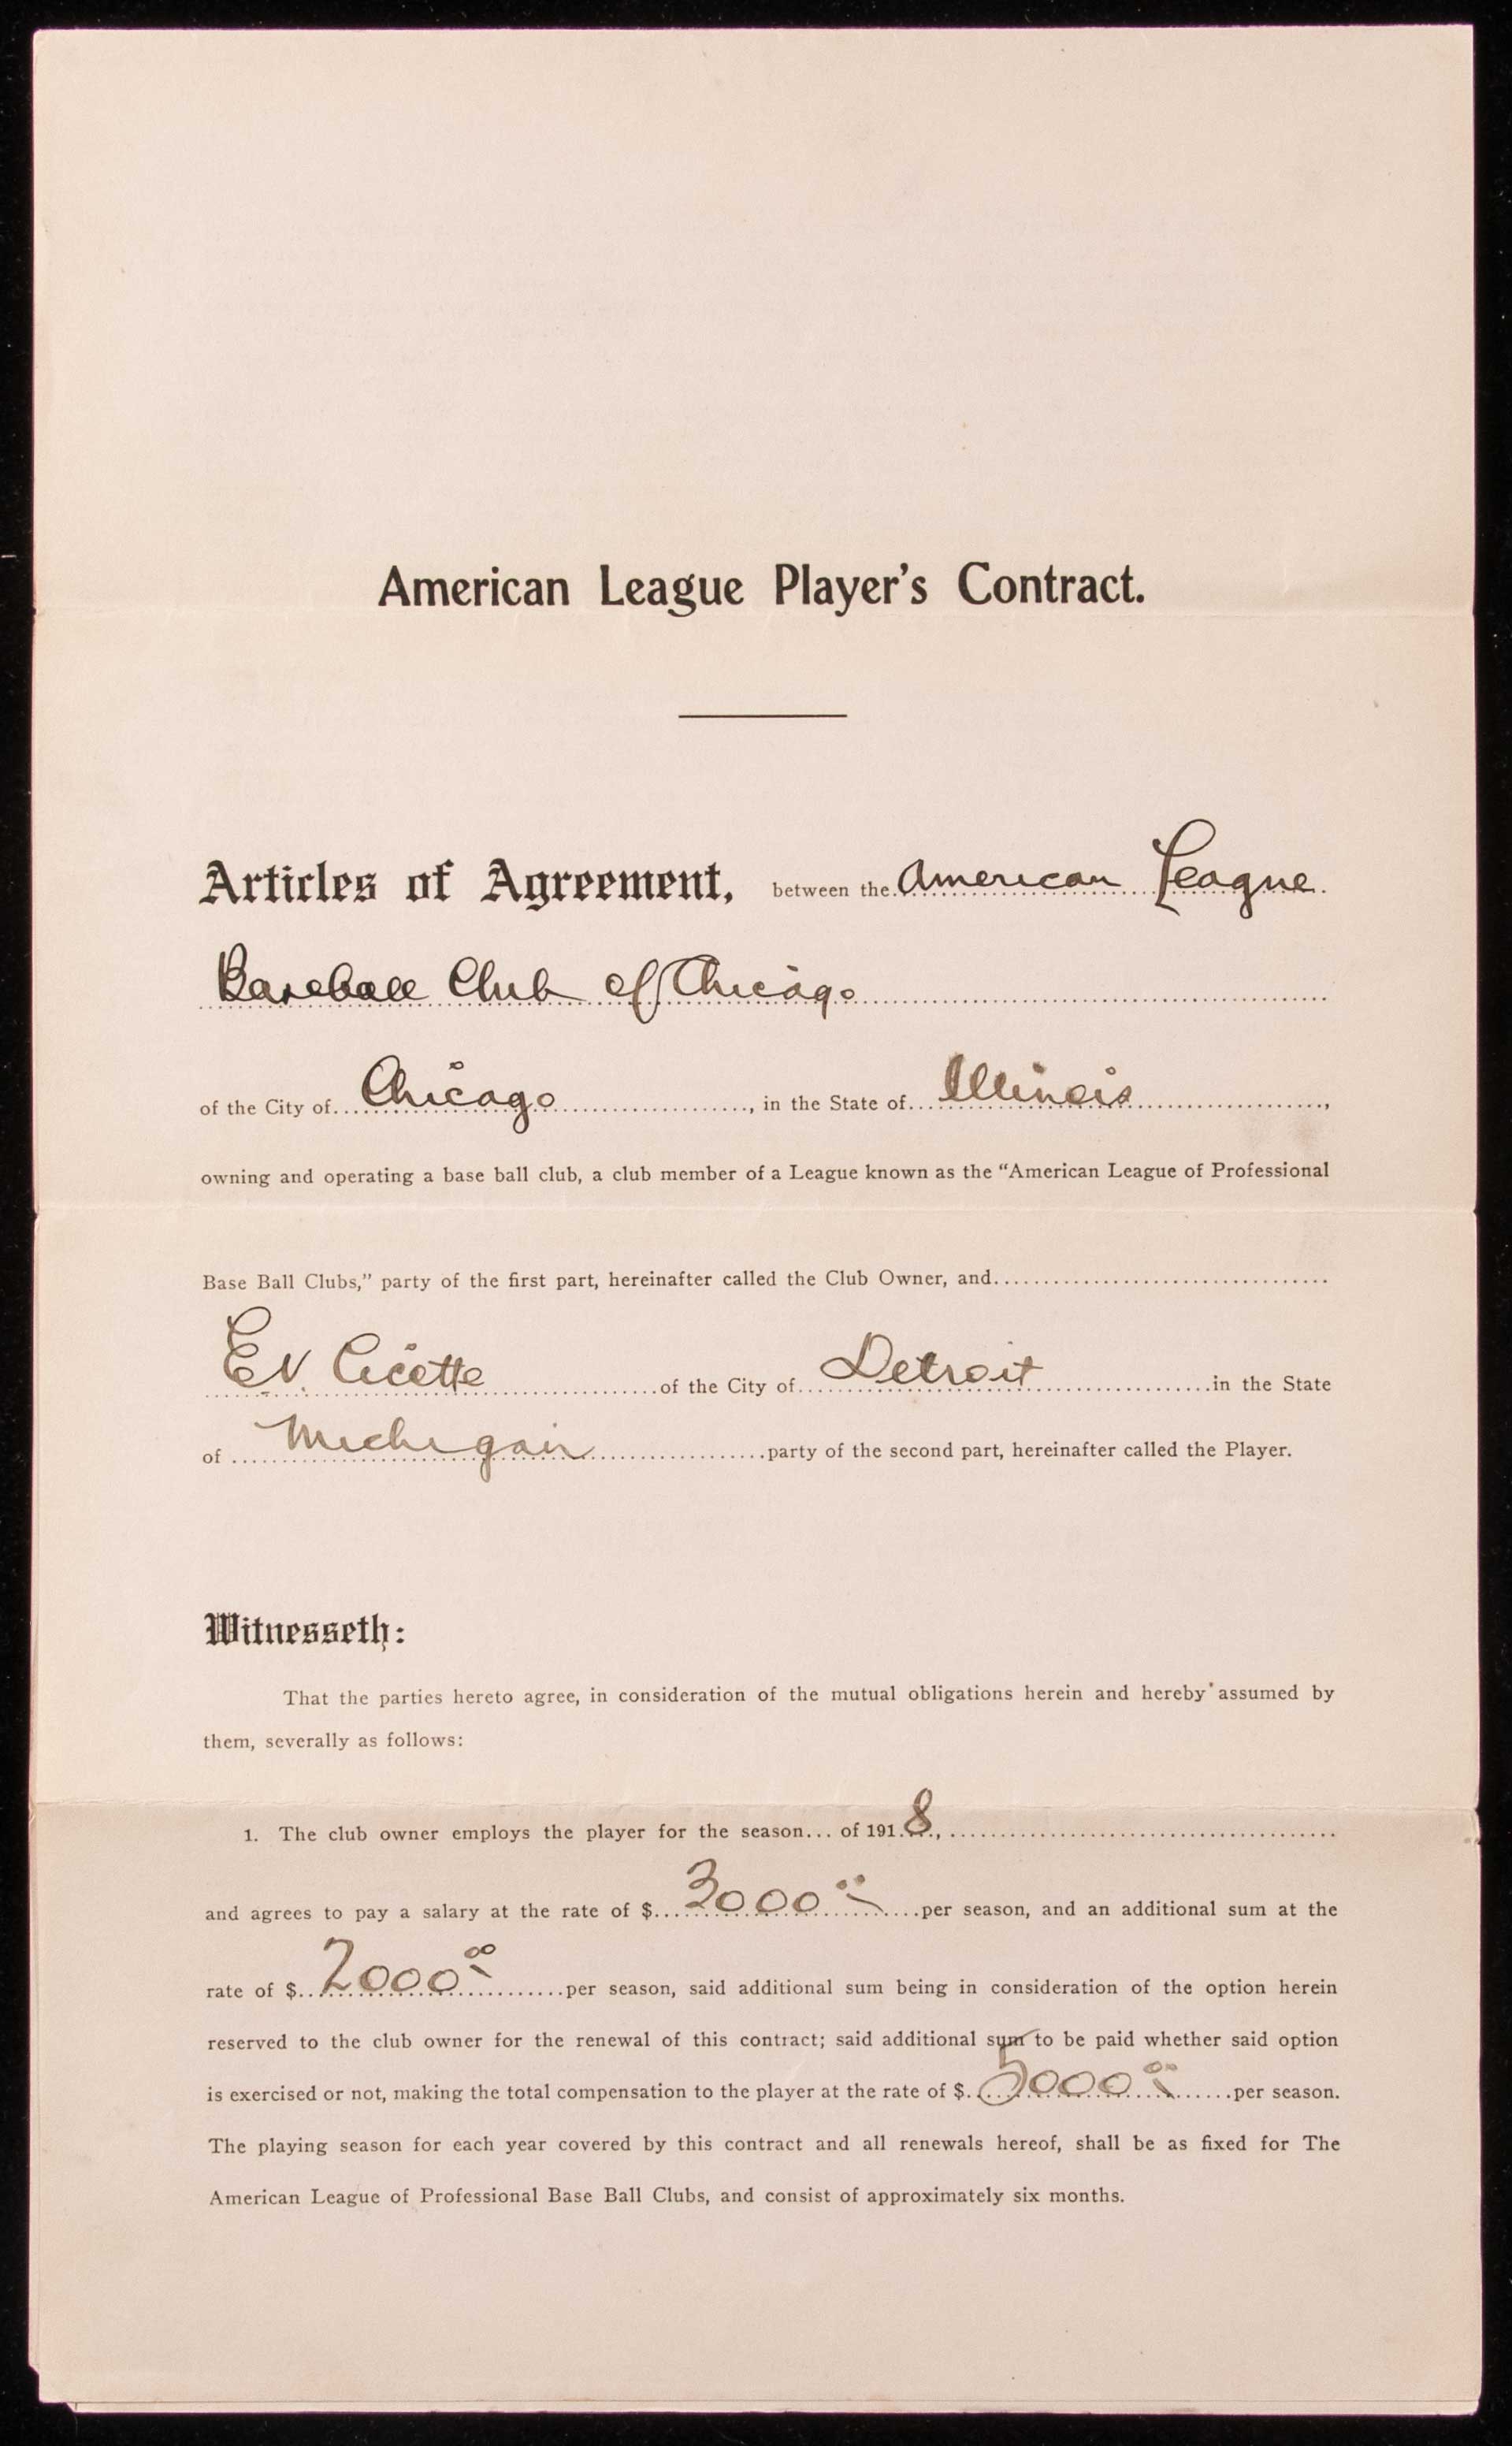 American League Player's Contract.
Articles of Agreement, between the American League
Baseball Club of Chicago
of the City of Chicago, in the State of Illinois,
owning and operating a base ball club, a club member of a League known as the “American League of Professional
Base Ball Clubs,” party of the first part, hereinafter called the Club Owner, and
E.V. Cicotte of the City of Detroit in the State
of Michigan party of the second part, hereinafter called the Player.
Witnesseth:
That the parties hereto agree, in consideration of the mutual obligations herein and hereby assumed by
them, severally as follows:
1. The club owner employs the player for the season... of 1918,
and agrees to pay a salary at the rate of $3000 00 per season, and an additional sum at the
rate of $2000 00 per season, said additional sum being in consideration of the option herein
reserved to the club owner for the renewal of this contract; said additional sum to be paid whether said option
is exercised or not, making the total compensation to the player at the rate of $5000 00 per season.
The playing season for each year covered by this contract and all renewals hereof, shall be as fixed for The
American League of Professional Base Ball Clubs, and consist of approximately six months.